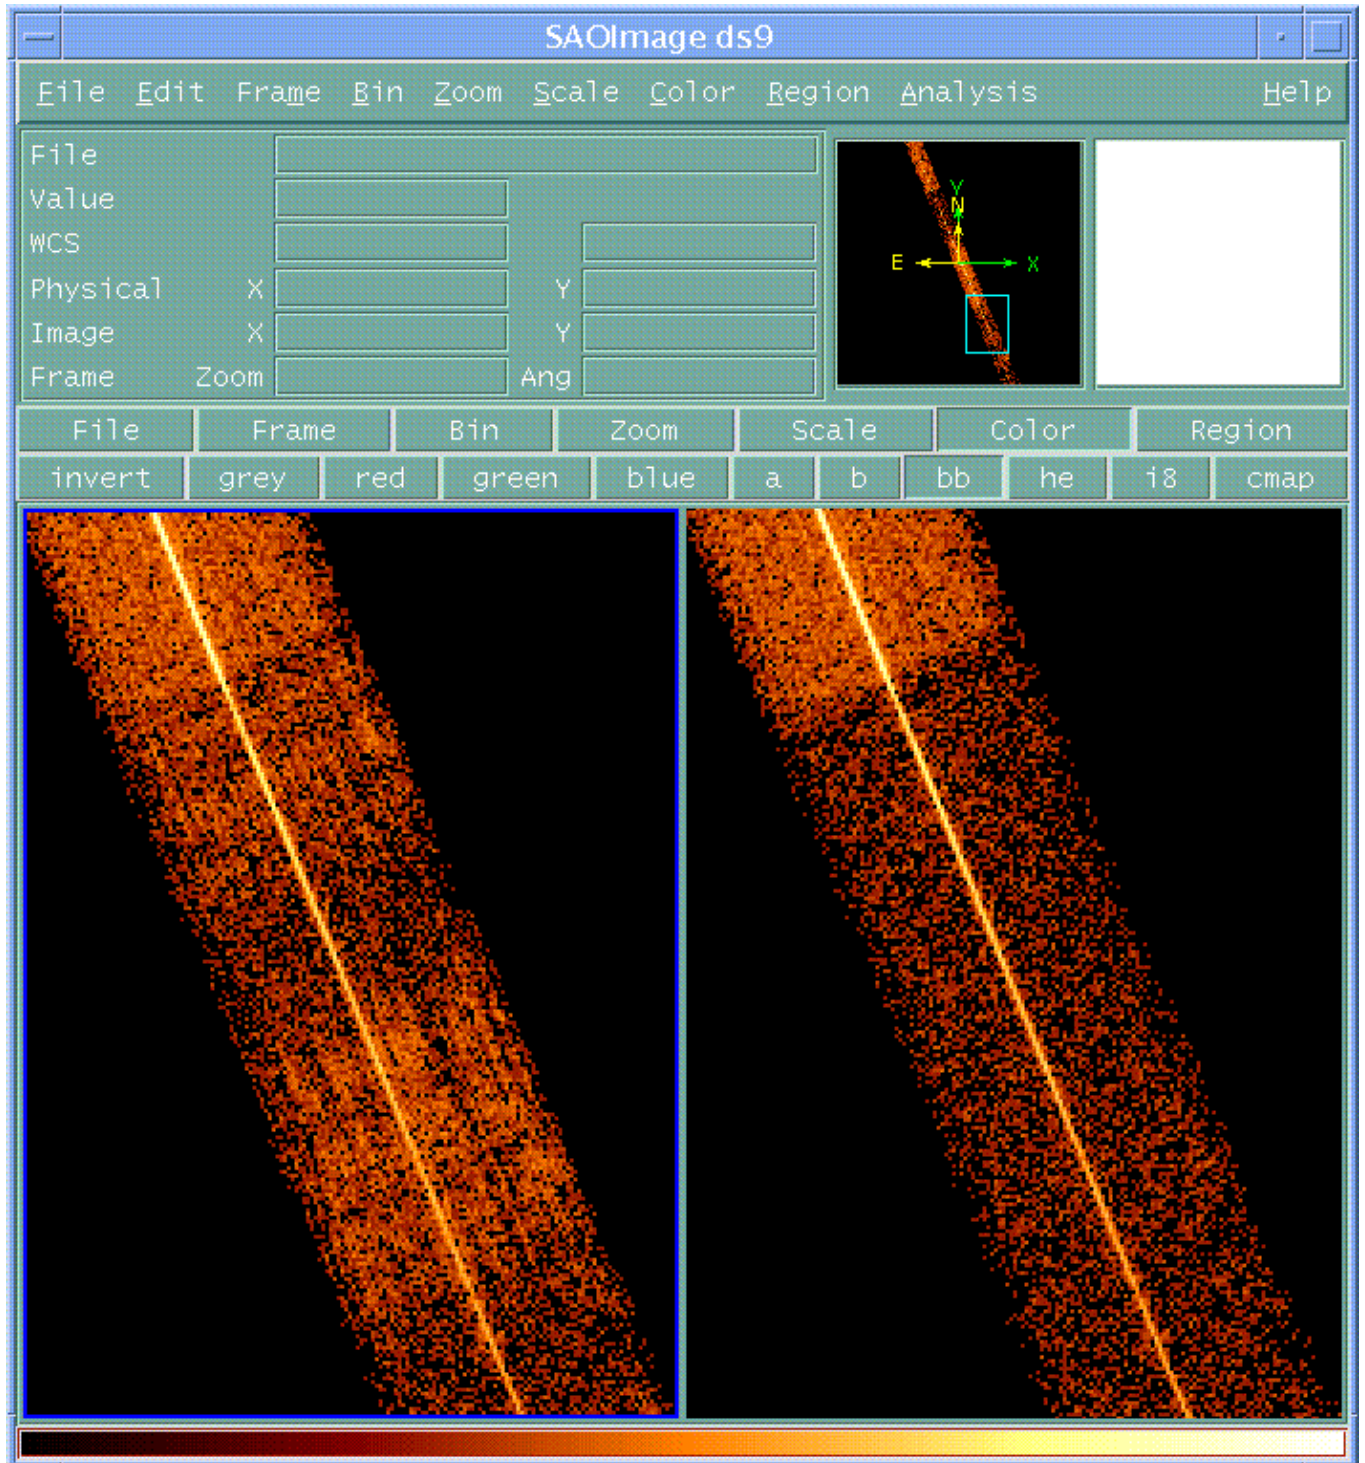 SAOImage ds9
File Edit Frame Bin Zoom Scale Color Region Analysis Help
File
Value
WCS
Physical X Y
Image X Y
Frame Zoom Ang
Y
N
E X
File Frame Bin Zoom Scale Color Region
invert grey red green blue a b bb he i8 cmap